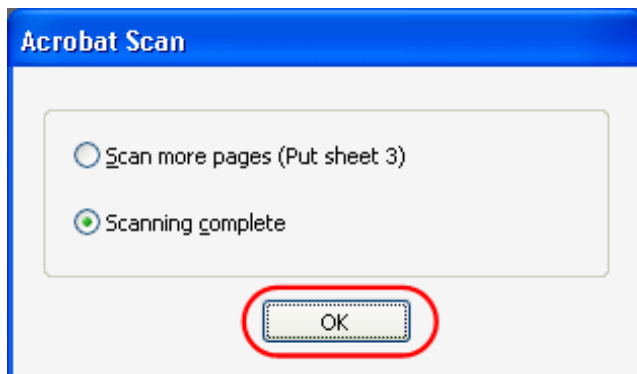 Acrobat Scan
Scan more pages (Put sheet 3)
Scanning complete
OK